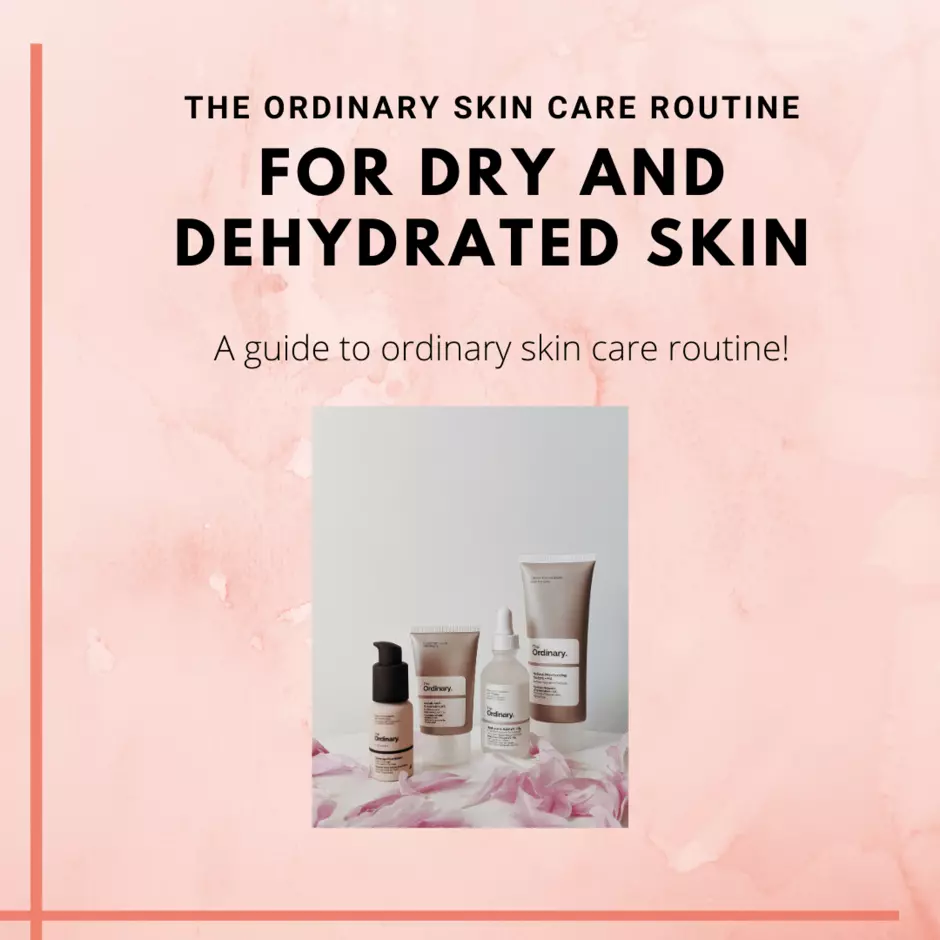 THE ORDINARY SKIN CARE ROUTINE
FOR DRY AND
DEHYDRATED SKIN
A guide to ordinary skin care routine!
The
Ordinary.
The
Ordinary.
The
Ordinary.
The
Ordinary.